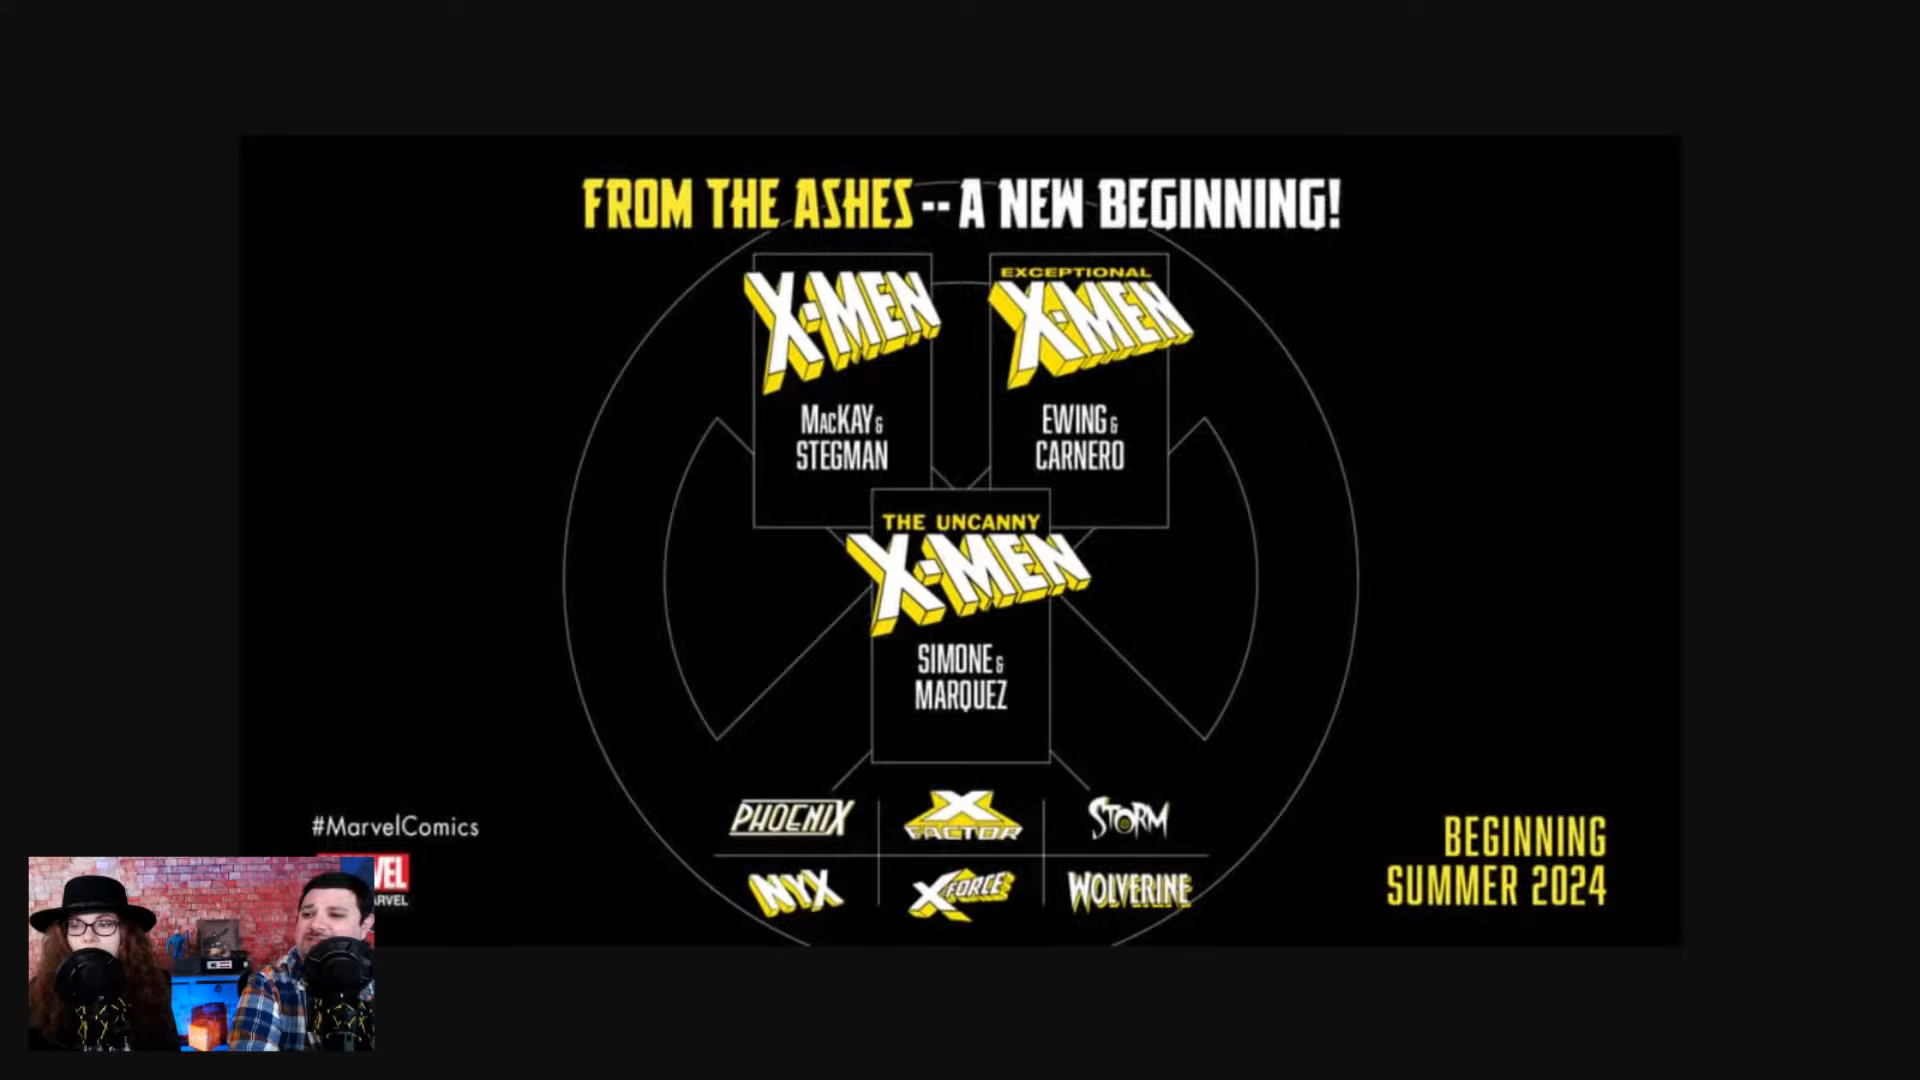 FROM THE ASHES -- A NEW BEGINNING!
X-MEN
MacKAY &
STEGMAN
EXCEPTIONAL
X-MEN
EWING &
CARNERO
THE UNCANNY
X-MEN
SIMONE &
MARQUEZ
PHOENIX
X FACTOR
STORM
NYX
X FORCE
WOLVERINE
#MarvelComics
BEGINNING
SUMMER 2024